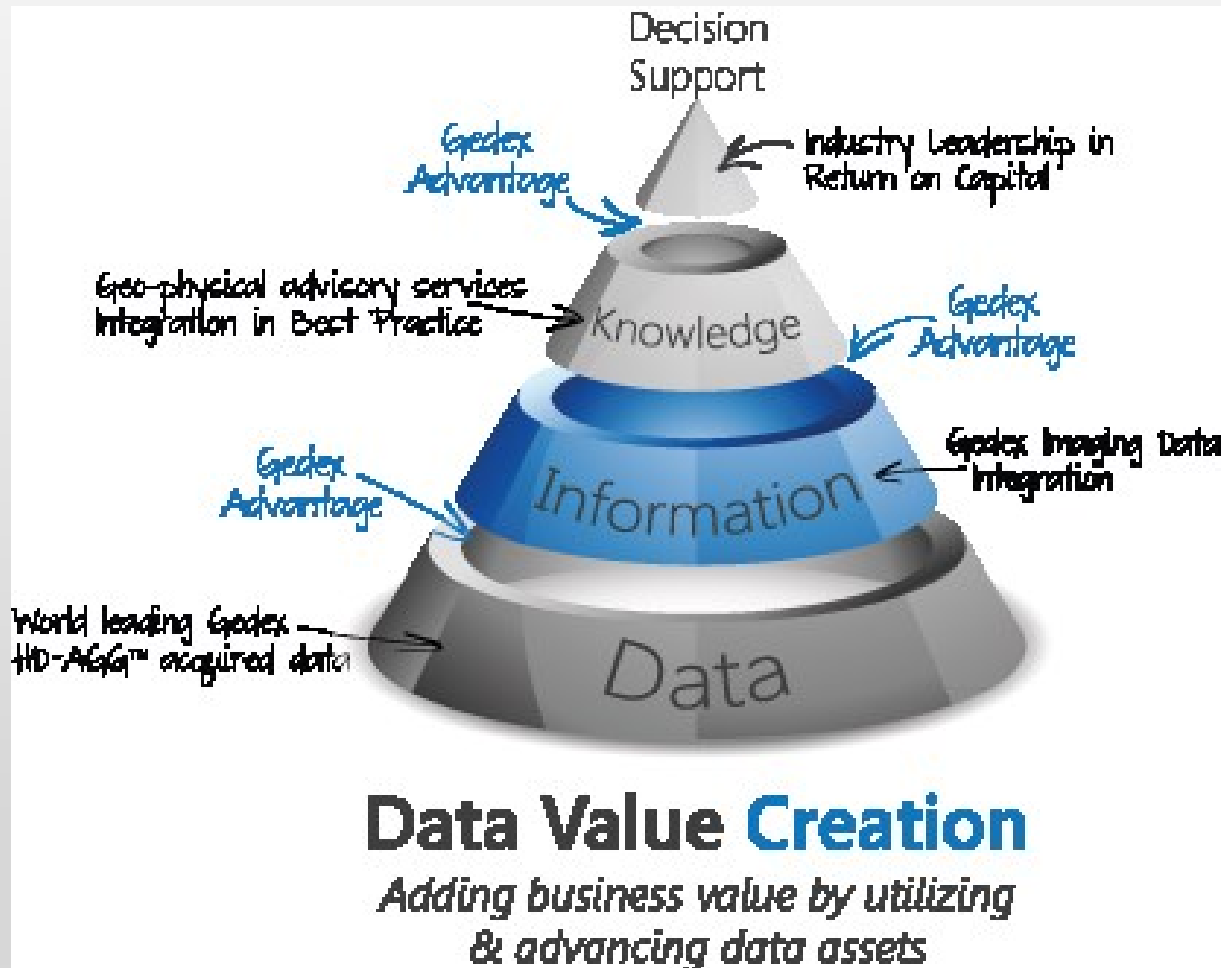 Decision
Support
Gedex
Advantage
Industry Leadership in
Return on Capital
Geo-physical advisory services
Integration in Best Practice
Knowledge
Gedex
Advantage
Gedex Imaging Data
Integration
Information
Gedex
Advantage
World leading Gedex
HD-AGG™ acquired data
Data
Data Value Creation
Adding business value by utilizing
& advancing data assets